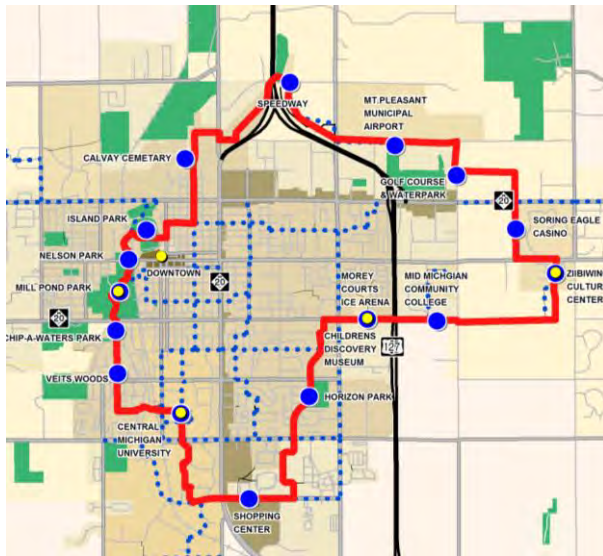 SPEEDWAY
MT.PLEASANT
MUNICIPAL
AIRPORT
CALVAY CEMETARY
GOLF COURSE
& WATERPARK
20
ISLAND PARK
SORING EAGLE
CASINO
NELSON PARK
DOWNTOWN
MILL POND PARK
20
MOREY
COURTS
ICE ARENA
MID MICHGIAN
COMMUNITY
COLLEGE
ZIIBIWIN
CULTUR
CENTER
20
CHIP-A-WATERS PARK
CHILDRENS
DISCOVERY
MUSEUM
127
VEITS WOODS
HORIZON PARK
CENTRAL
MICHIGAN
UNIVERSITY
SHOPPING
CENTER